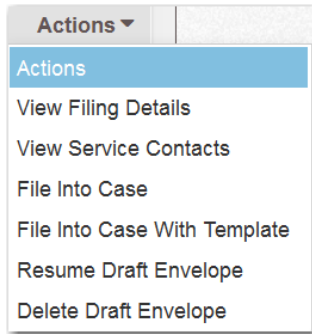 Actions
Actions
View Filing Details
View Service Contacts
File Into Case
File Into Case With Template
Resume Draft Envelope
Delete Draft Envelope